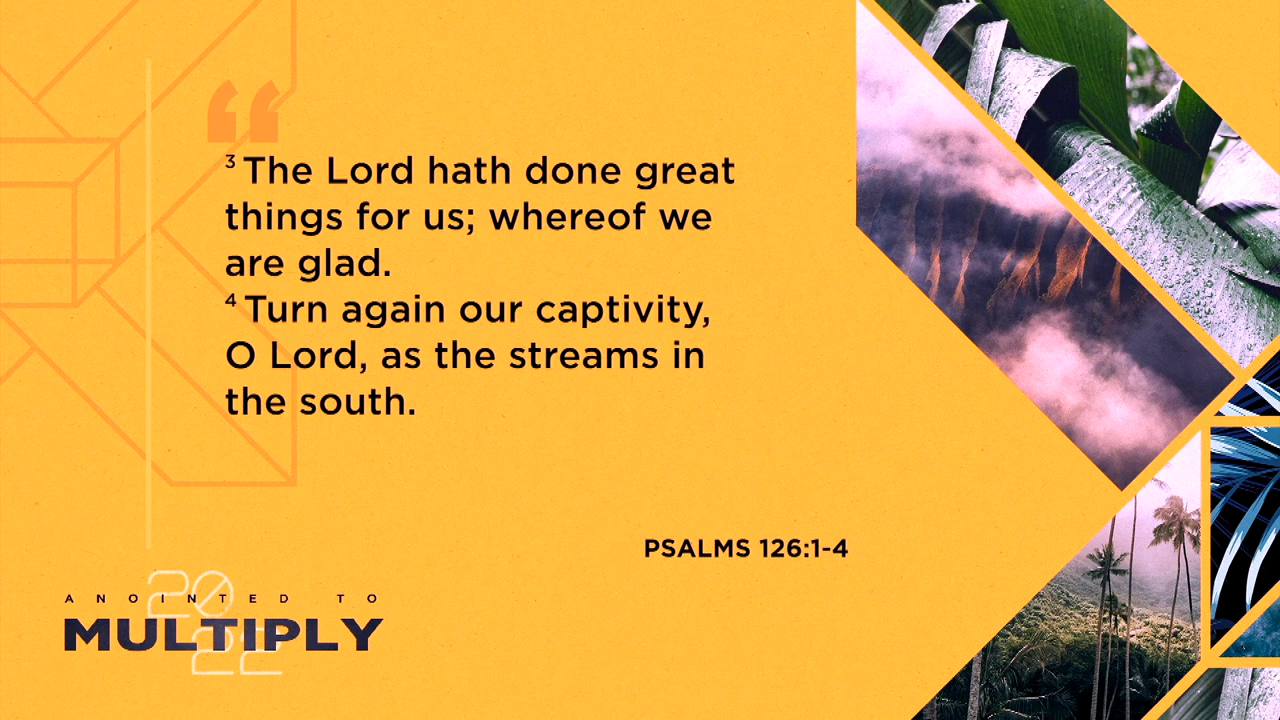 “
3 The Lord hath done great
things for us; whereof we
are glad.
4 Turn again our captivity,
O Lord, as the streams in
the south.
PSALMS 126:1-4
2022
ANOINTED TO
MULTIPLY